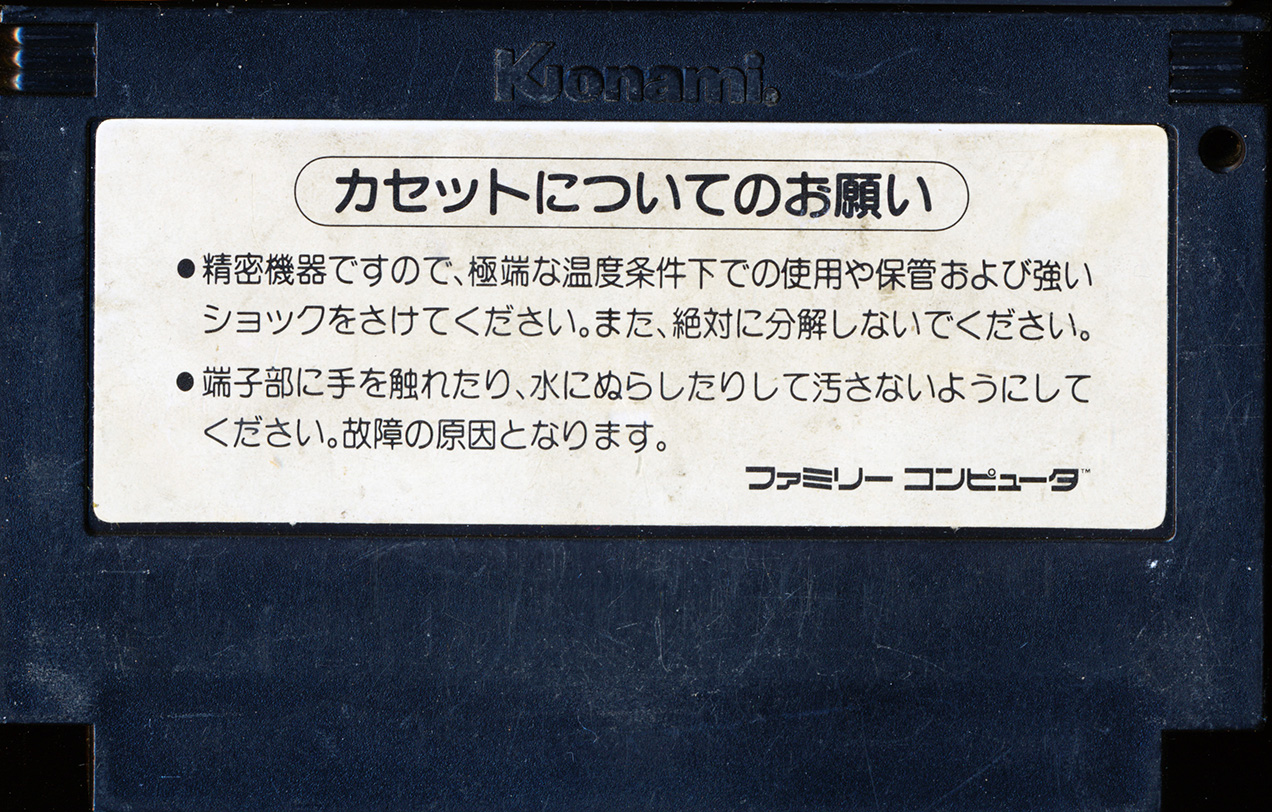 Konami.
カセットについてのお願い
●精密機器ですので、極端な温度条件下での使用や保管および強い
ショックをさけてください。また、絶対に分解しないでください。
●端子部に手を触れたり、水にぬらしたりして汚さないようにして
ください。故障の原因となります。
ファミリー コンピュータ™